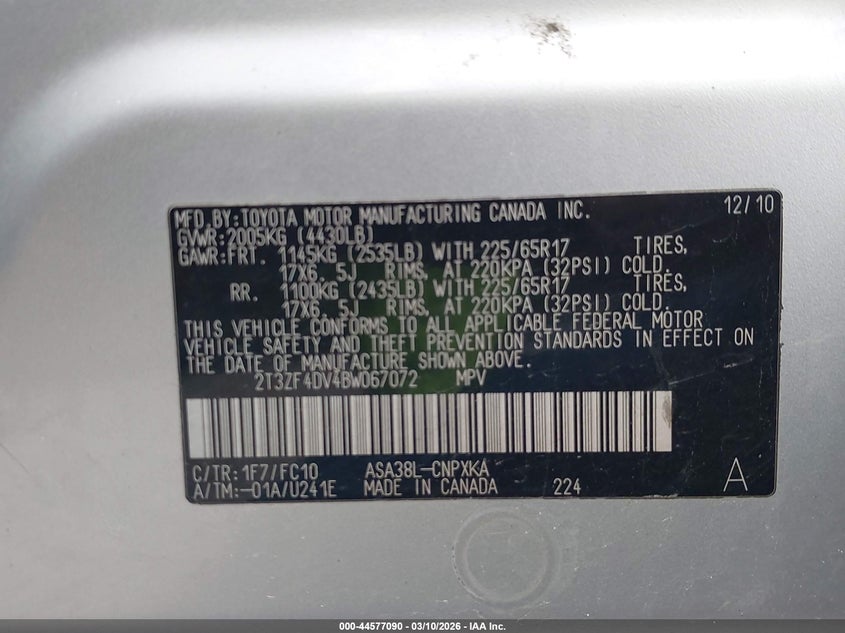 MFD. BY: TOYOTA MOTOR MANUFACTURING CANADA INC. 12/10
GVWR: 2005KG (4430LB)
GAWR: FRT. 1145KG (2535LB) WITH 225/65R17 TIRES,
17X6. 5J RIMS, AT 220KPA (32PSI) COLD.
RR. 1100KG (2435LB) WITH 225/65R17 TIRES,
17X6. 5J RIMS, AT 220KPA (32PSI) COLD.
THIS VEHICLE CONFORMS TO ALL APPLICABLE FEDERAL MOTOR
VEHICLE SAFETY AND THEFT PREVENTION STANDARDS IN EFFECT ON
THE DATE OF MANUFACTURE SHOWN ABOVE.
2T3ZF4DV4BW067072 MPV
C/TR: 1F7/FC10 ASA38L-CNPXKA
A/TM: -01A/U241E MADE IN CANADA 224 A
000-44577090 - 03/10/2026 - IAA Inc.